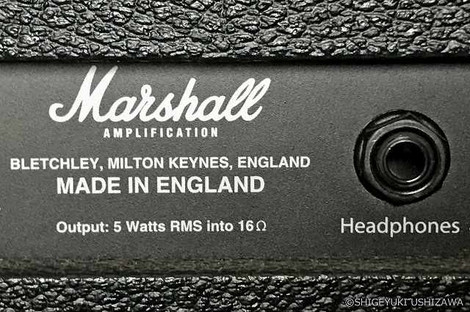 Marshall
AMPLIFICATION
BLETCHLEY, MILTON KEYNES, ENGLAND
MADE IN ENGLAND
Output: 5 Watts RMS into 16Ω
Headphones
©SHIGEYUKI USHIZAWA